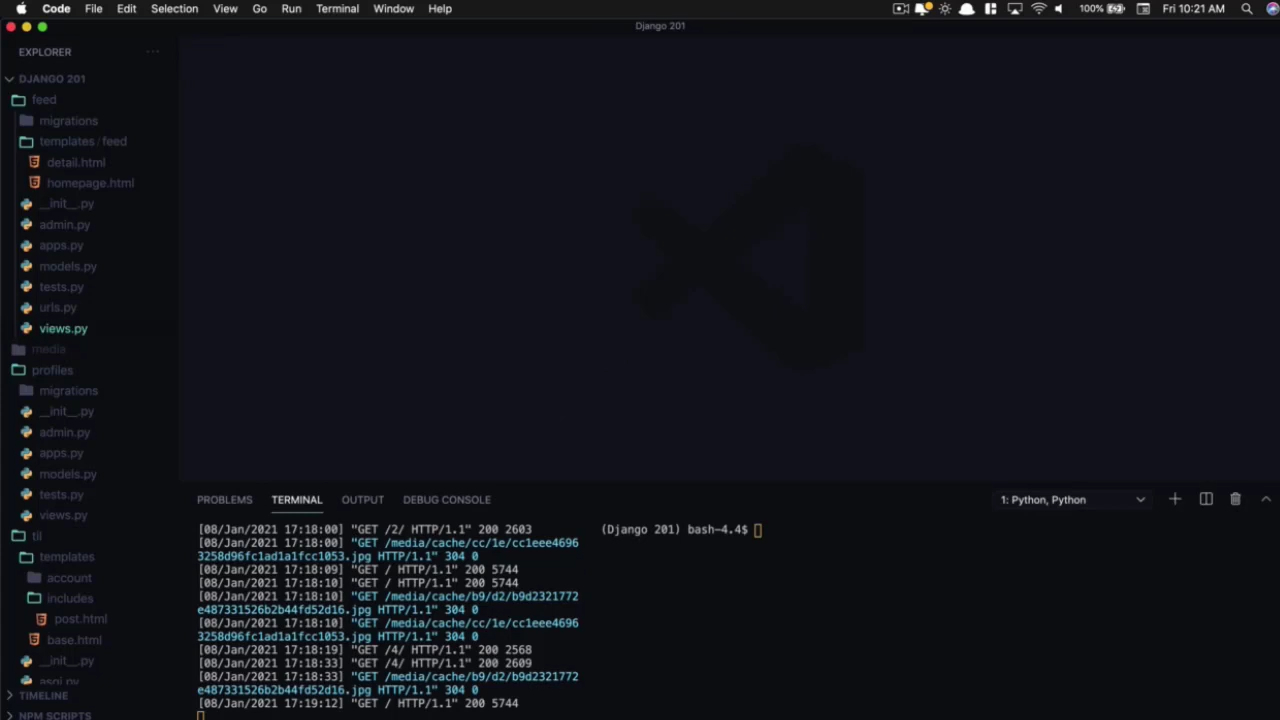 Code File Edit Selection View Go Run Terminal Window Help 100% Fri 10:21 AM
Django 201
EXPLORER
DJANGO 201
feed
migrations
templates / feed
detail.html
homepage.html
__init__.py
admin.py
apps.py
models.py
tests.py
urls.py
views.py
media
profiles
migrations
__init__.py
admin.py
apps.py
models.py
tests.py
views.py
til
templates
account
includes
post.html
base.html
__init__.py
asgi.py
TIMELINE
NPM SCRIPTS
PROBLEMS TERMINAL OUTPUT DEBUG CONSOLE 1: Python, Python
[08/Jan/2021 17:18:00] "GET /2/ HTTP/1.1" 200 2603
[08/Jan/2021 17:18:00] "GET /media/cache/cc/1e/cc1eee4696
3258d96fc1ad1a1fcc1053.jpg HTTP/1.1" 304 0
[08/Jan/2021 17:18:09] "GET / HTTP/1.1" 200 5744
[08/Jan/2021 17:18:10] "GET / HTTP/1.1" 200 5744
[08/Jan/2021 17:18:10] "GET /media/cache/b9/d2/b9d2321772
e487331526b2b44fd52d16.jpg HTTP/1.1" 304 0
[08/Jan/2021 17:18:10] "GET /media/cache/cc/1e/cc1eee4696
3258d96fc1ad1a1fcc1053.jpg HTTP/1.1" 304 0
[08/Jan/2021 17:18:19] "GET /4/ HTTP/1.1" 200 2568
[08/Jan/2021 17:18:33] "GET /4/ HTTP/1.1" 200 2609
[08/Jan/2021 17:18:33] "GET /media/cache/b9/d2/b9d2321772
e487331526b2b44fd52d16.jpg HTTP/1.1" 304 0
[08/Jan/2021 17:19:12] "GET / HTTP/1.1" 200 5744
(Django 201) bash-4.4$